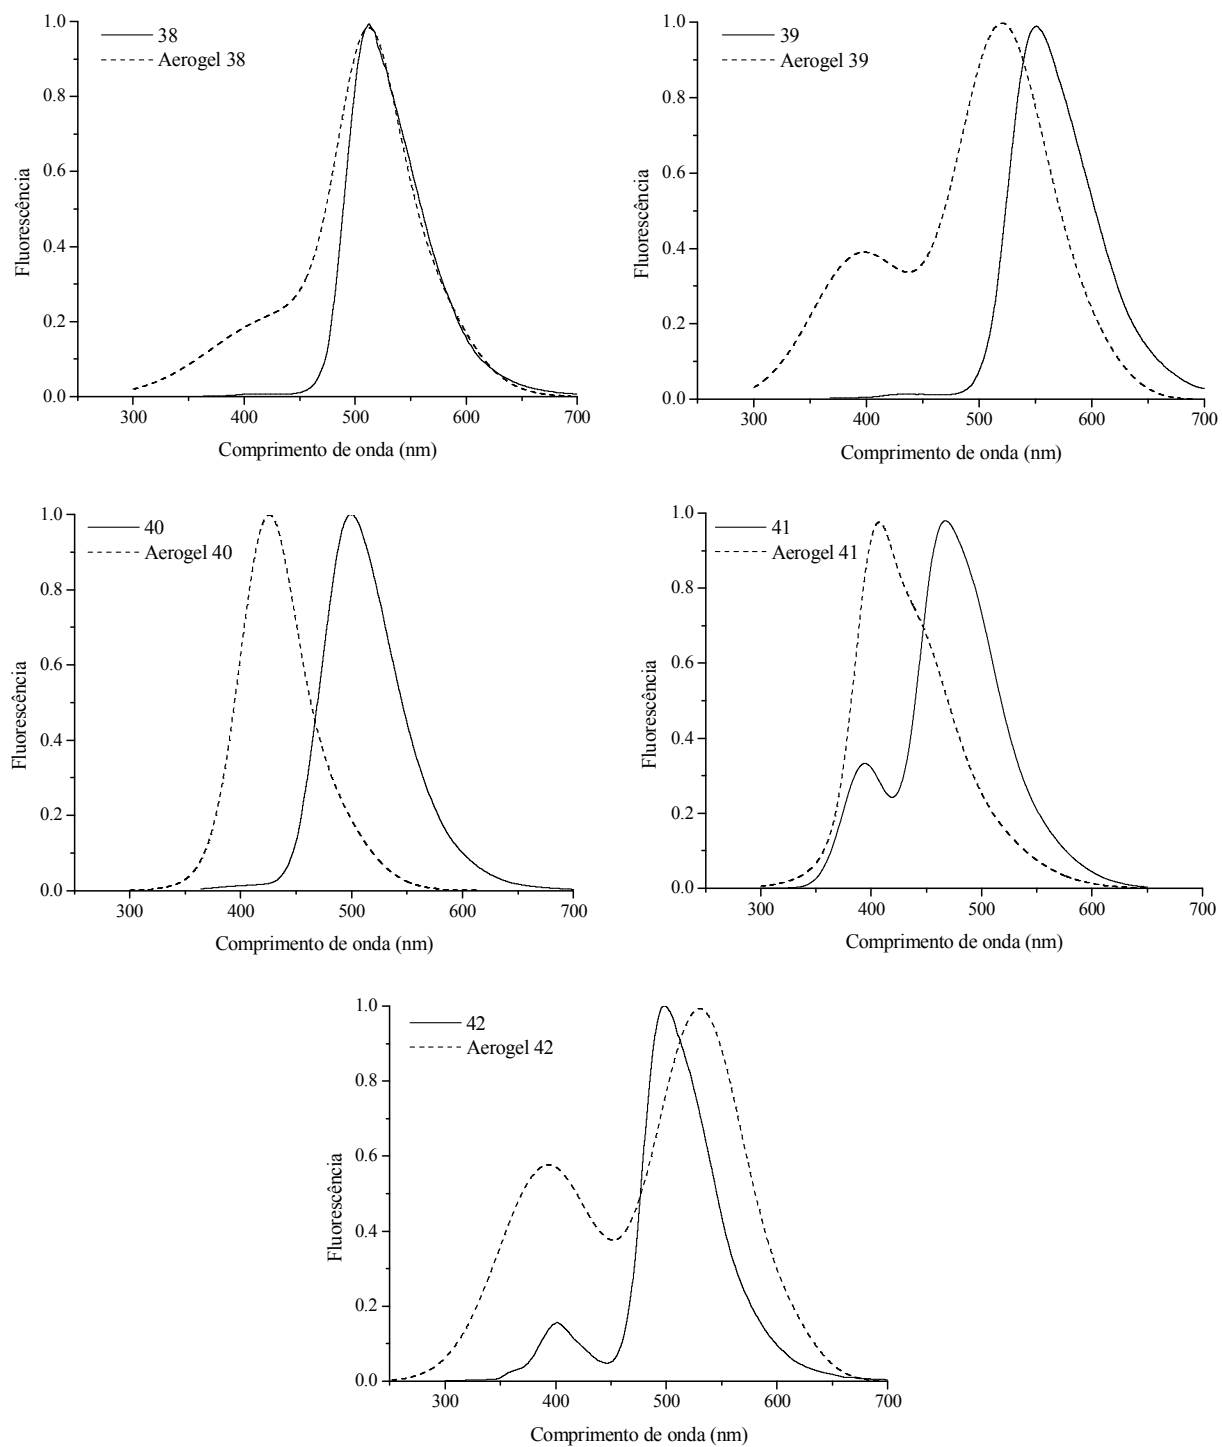 38
Aerogel 38
1.0
0.8
0.6
0.4
0.2
0.0
Fluorescência
300 400 500 600 700
Comprimento de onda (nm)
39
Aerogel 39
1.0
0.8
0.6
0.4
0.2
0.0
Fluorescência
300 400 500 600 700
Comprimento de onda (nm)
40
Aerogel 40
1.0
0.8
0.6
0.4
0.2
0.0
Fluorescência
300 400 500 600 700
Comprimento de onda (nm)
41
Aerogel 41
1.0
0.8
0.6
0.4
0.2
0.0
Fluorescência
300 400 500 600 700
Comprimento de onda (nm)
42
Aerogel 42
1.0
0.8
0.6
0.4
0.2
0.0
Fluorescência
300 400 500 600 700
Comprimento de onda (nm)